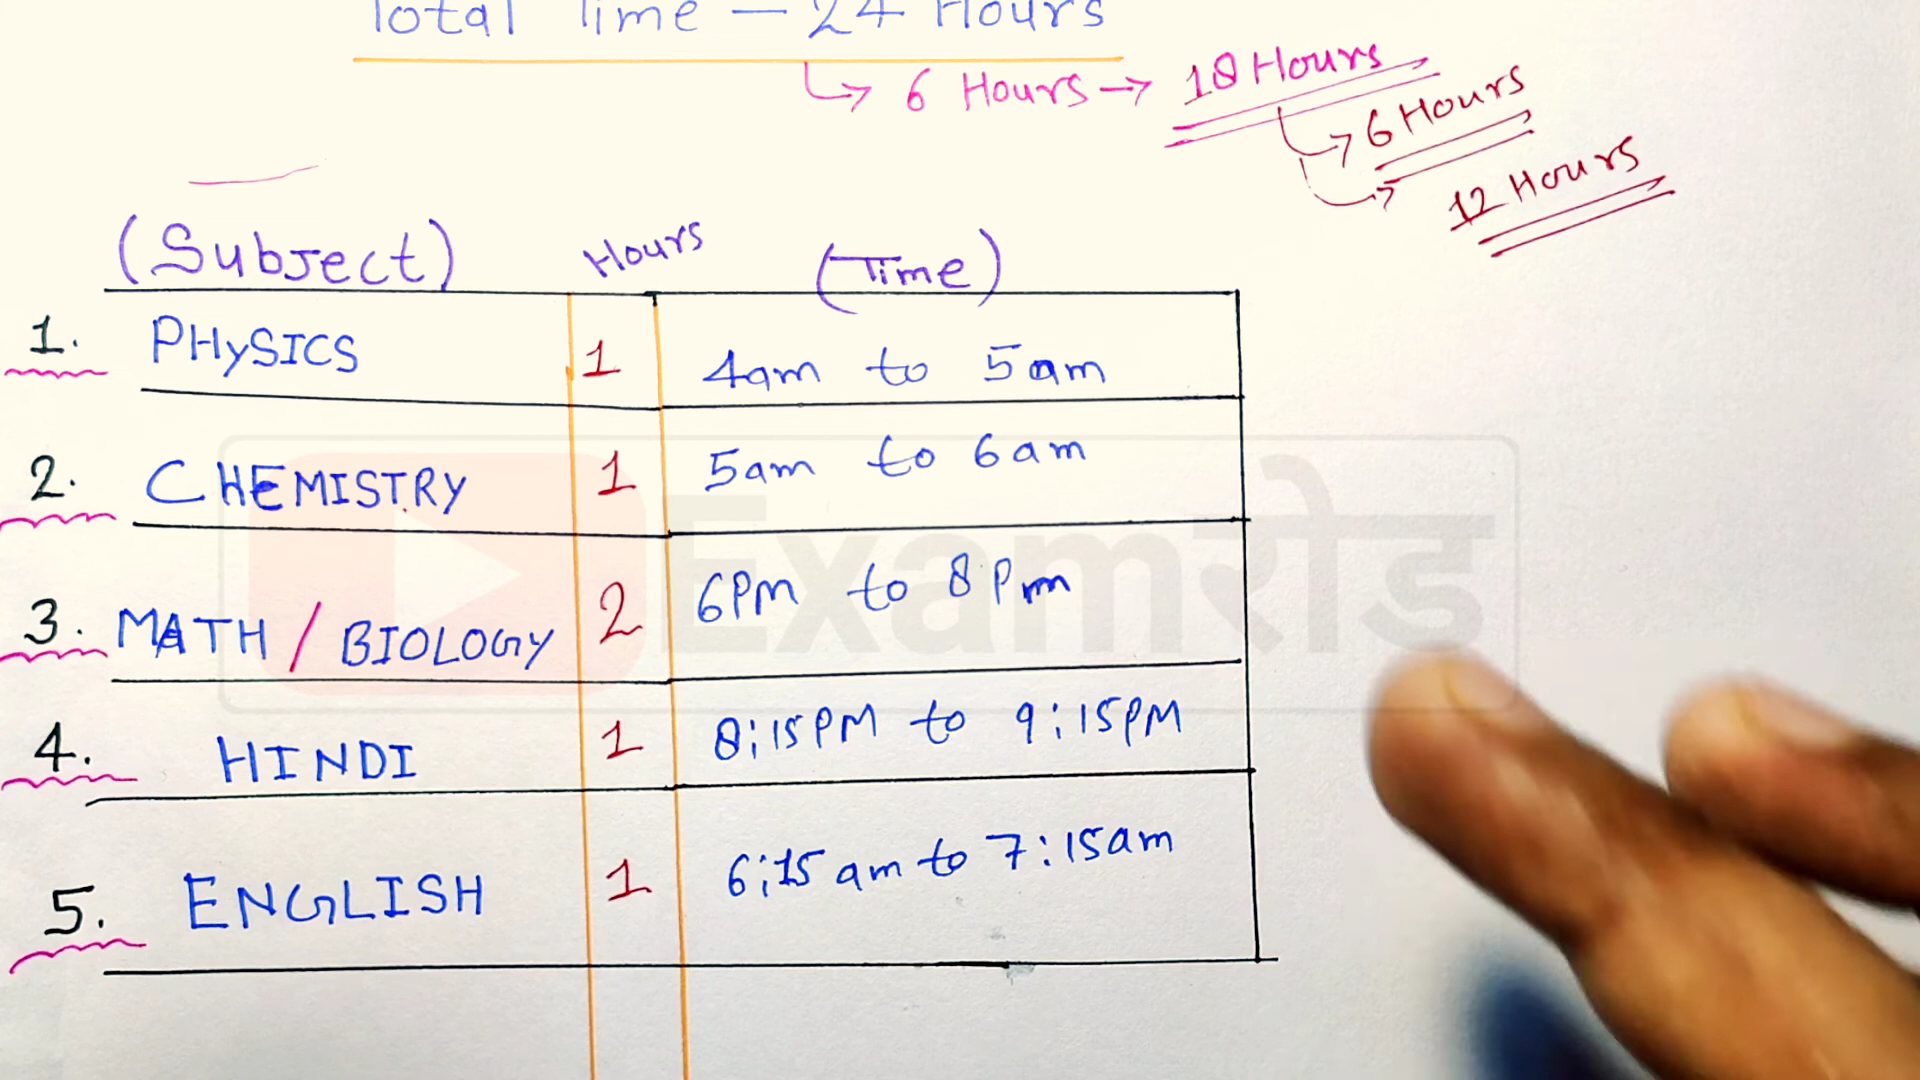 Total Time - 24 Hours
↳ 6 Hours → 18 Hours
↳ 6 Hours
↳ 12 Hours
(Subject) Hours (Time)
1. PHySICS 1 4am to 5am
2. CHEMISTRY 1 5am to 6am
3. MATH / BIOLOGY 2 6PM to 8PM
4. HINDI 1 8:15PM to 9:15PM
5. ENGLISH 1 6:15am to 7:15am
Examरोड